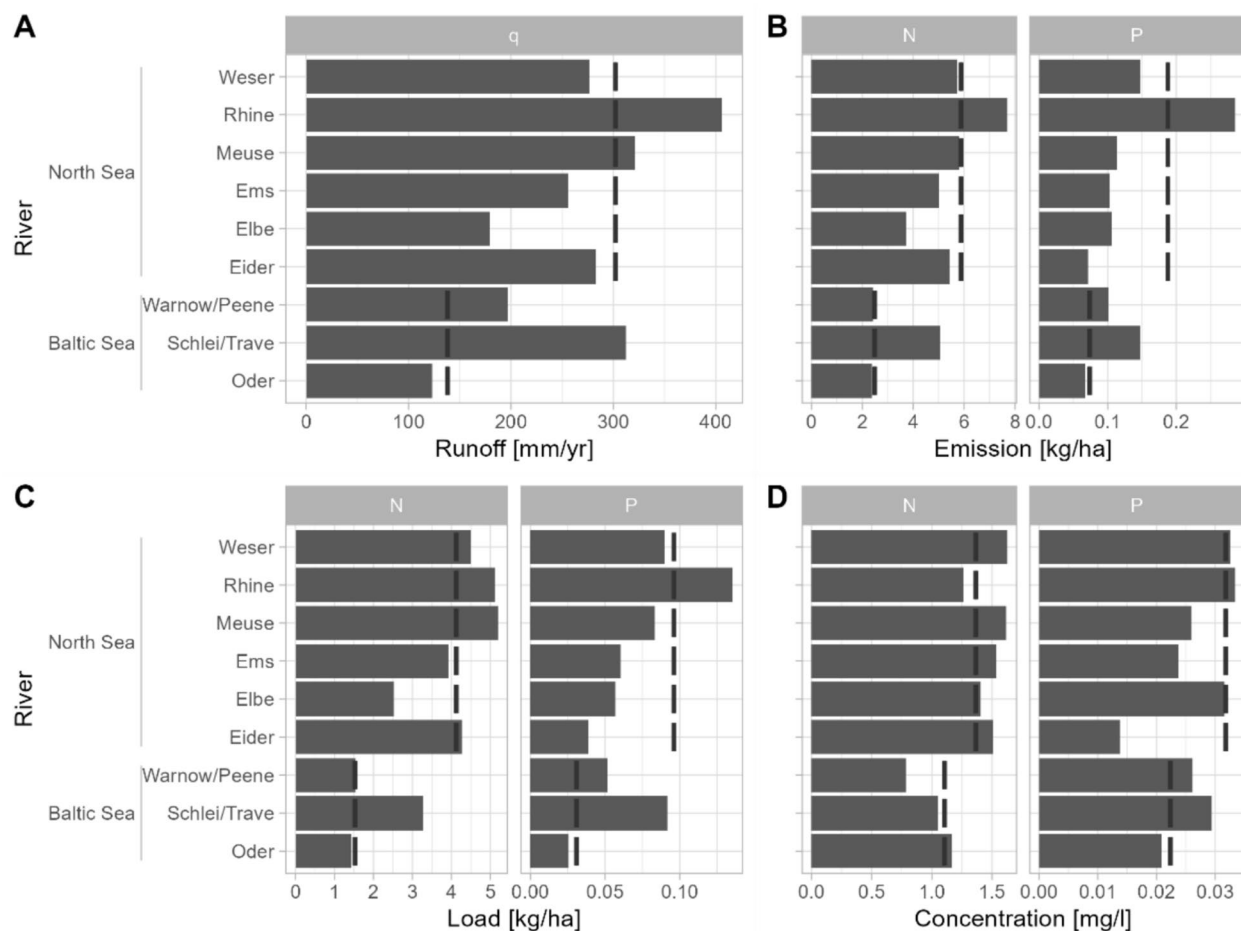 A
q
River
North Sea
Baltic Sea
Weser
Rhine
Meuse
Ems
Elbe
Eider
Warnow/Peene
Schlei/Trave
Oder
0 100 200 300 400
Runoff [mm/yr]
B
N P
0 2 4 6 8 0.0 0.1 0.2
Emission [kg/ha]
C
N P
River
North Sea
Baltic Sea
Weser
Rhine
Meuse
Ems
Elbe
Eider
Warnow/Peene
Schlei/Trave
Oder
0 1 2 3 4 5 0.00 0.05 0.10
Load [kg/ha]
D
N P
0.0 0.5 1.0 1.5 0.00 0.01 0.02 0.03
Concentration [mg/l]